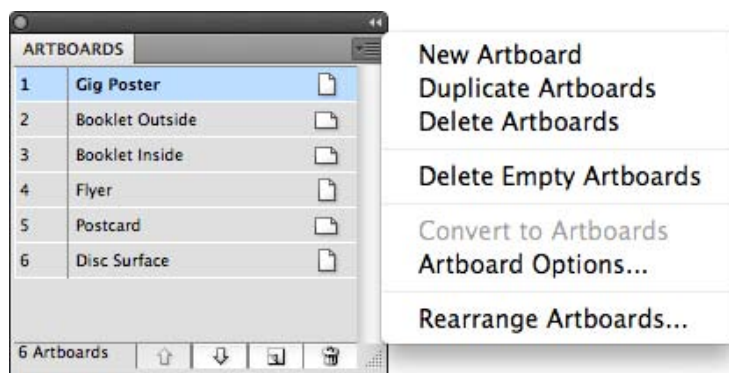 ARTBOARDS
1 Gig Poster
2 Booklet Outside
3 Booklet Inside
4 Flyer
5 Postcard
6 Disc Surface
6 Artboards
New Artboard
Duplicate Artboards
Delete Artboards
Delete Empty Artboards
Convert to Artboards
Artboard Options...
Rearrange Artboards...